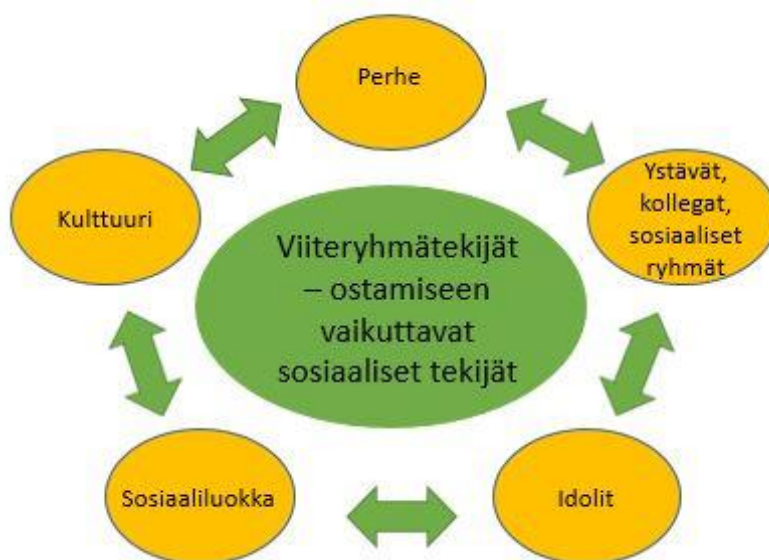 Perhe
Kulttuuri
Ystävät,
kollegat,
sosiaaliset
ryhmät
Viiteryhmätekijät
– ostamiseen
vaikuttavat
sosiaaliset tekijät
Sosiaaliluokka
Idolit